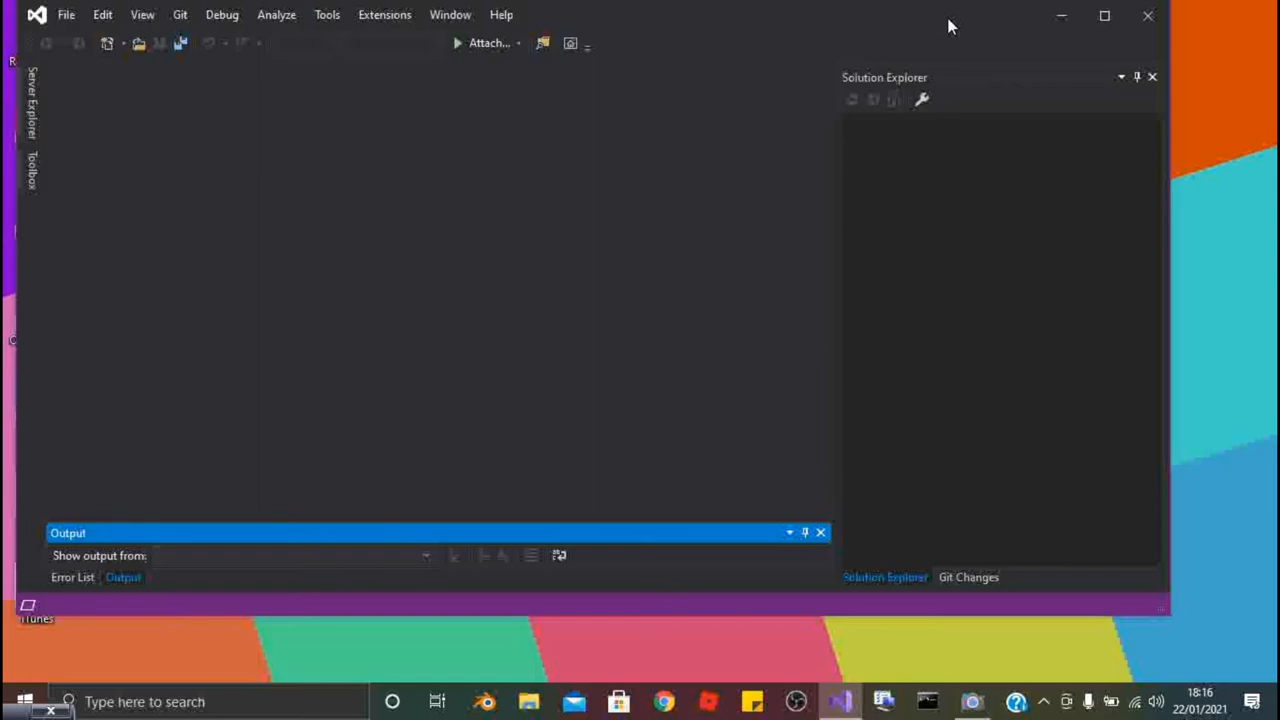 File Edit View Git Debug Analyze Tools Extensions Window Help
Attach...
Server Explorer
Toolbox
Solution Explorer
Output
Show output from:
Error List Output
Solution Explorer Git Changes
iTunes
Type here to search
18:16
22/01/2021